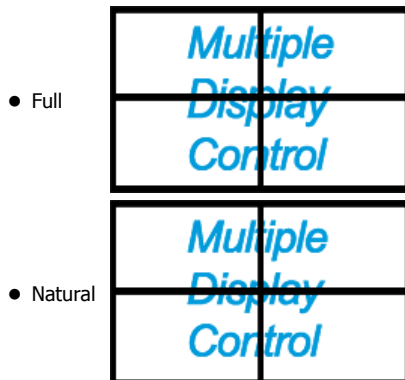 Multiple
● Full
Display
Control
Multiple
● Natural
Display
Control